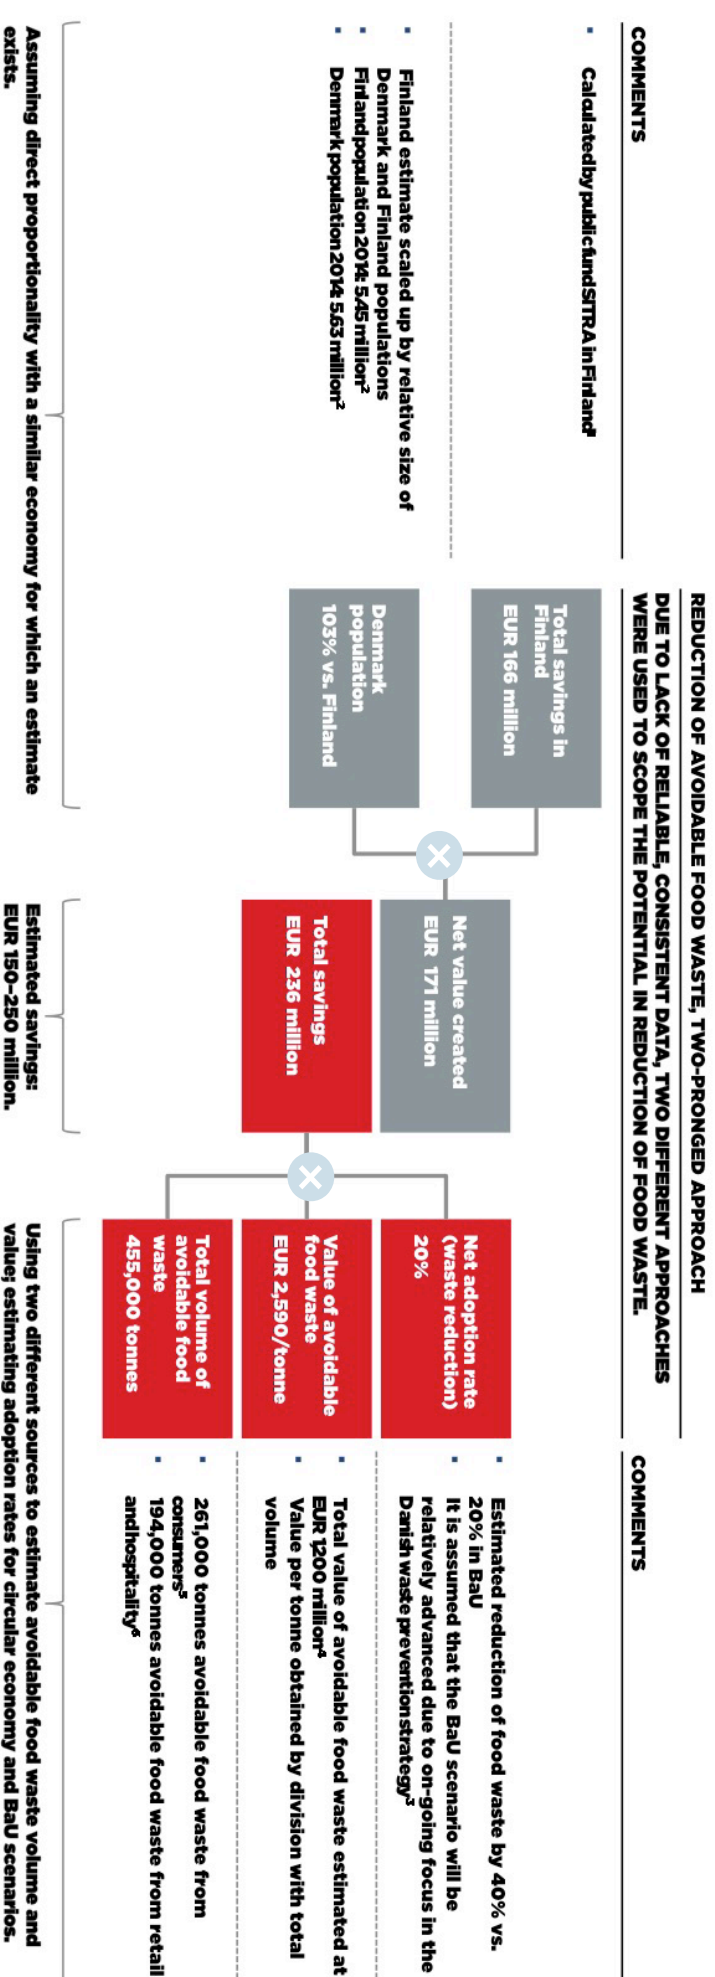 REDUCTION OF AVOIDABLE FOOD WASTE, TWO-PRONGED APPROACH
DUE TO LACK OF RELIABLE, CONSISTENT DATA, TWO DIFFERENT APPROACHES
WERE USED TO SCOPE THE POTENTIAL IN REDUCTION OF FOOD WASTE.
COMMENTS
▪ Calculated by public fund SITRA in Finland¹
▪ Finland estimate scaled up by relative size of
Denmark and Finland populations
▪ Finland population 2014: 5.45 million²
▪ Denmark population 2014: 5.63 million²
Total savings in
Finland
EUR 166 million
Denmark
population
103% vs. Finland
Net value created
EUR 171 million
Total savings
EUR 236 million
Net adoption rate
(waste reduction)
20%
Value of avoidable
food waste
EUR 2,590/tonne
Total volume of
avoidable food
waste
455,000 tonnes
COMMENTS
▪ Estimated reduction of food waste by 40% vs.
20% in BaU
▪ It is assumed that the BaU scenario will be
relatively advanced due to on-going focus in the
Danish waste prevention strategy³
▪ Total value of avoidable food waste estimated at
EUR 1200 million⁴
▪ Value per tonne obtained by division with total
volume
▪ 261,000 tonnes avoidable food waste from
consumers⁵
▪ 194,000 tonnes avoidable food waste from retail
and hospitality⁶
Assuming direct proportionality with a similar economy for which an estimate
exists.
Estimated savings:
EUR 150–250 million.
Using two different sources to estimate avoidable food waste volume and
value; estimating adoption rates for circular economy and BaU scenarios.